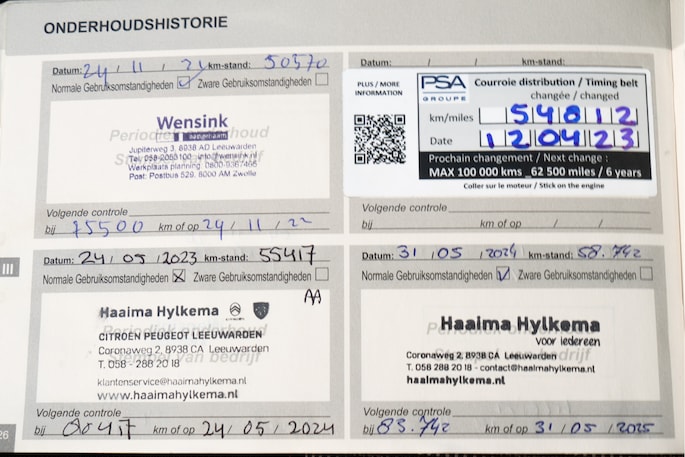 ONDERHOUDSHISTORIE
Datum: 24 / 11 / 21 km-stand: 50570
Normale Gebruiksomstandigheden ☑ Zware Gebruiksomstandigheden ☐
Wensink
Jupiterweg 3, 8938 AD Leeuwarden
Werkplaats planning. 0800-9367465
Post: Postbus 529, 8000 AM Zwolle
Volgende controle
bij 75500 km of op 24 / 11 / 22
Datum: / / km-stand:
PLUS / MORE
INFORMATION
PSA
GROUPE
Courroie distribution / Timing belt
changée / changed
km/miles 54812
Date 12 04 23
Prochain changement / Next change :
MAX 100 000 kms _62 500 miles / 6 years
Coller sur le moteur / Stick on the engine
Volgende controle
bij km of op / /
III
Datum: 24 / 05 / 2023 km-stand: 55417
Normale Gebruiksomstandigheden ☒ Zware Gebruiksomstandigheden ☐
AA
Haaima Hylkema
CITROËN PEUGEOT LEEUWARDEN
Coronaweg 2, 8938 CA Leeuwarden
T. 058 - 288 20 18
klantenservice@haaimahylkema.nl
www.haaimahylkema.nl
Volgende controle
bij 80417 km of op 24 / 05 / 2024
Datum: 31 / 05 / 2024 km-stand: 58.742
Normale Gebruiksomstandigheden ☑ Zware Gebruiksomstandigheden ☐
Haaima Hylkema
voor iedereen
Coronaweg 2, 8938 CA Leeuwarden
T. 058 288 20 18 - contact@haaimahylkema.nl
haaimahylkema.nl
Volgende controle
bij 83.742 km of op 31 / 05 / 2025
26